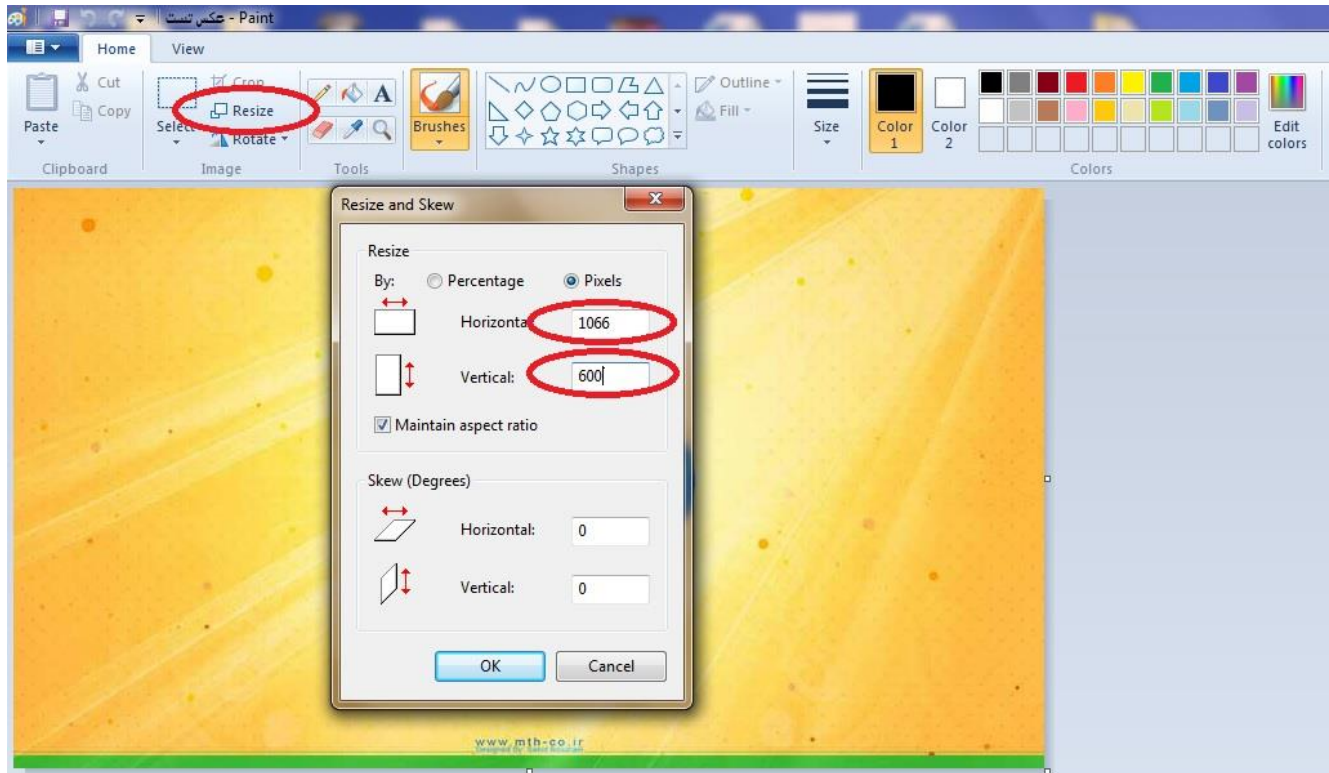 عکس تست - Paint
Home View
Cut
Copy
Paste
Clipboard
Crop
Resize
Select
Rotate
Image
A
Tools
Brushes
Outline
Fill
Shapes
Size
Color 1
Color 2
Edit colors
Colors
Resize and Skew
Resize
By: Percentage Pixels
Horizonta 1066
Vertical: 600
Maintain aspect ratio
Skew (Degrees)
Horizontal: 0
Vertical: 0
OK Cancel
www.mth-co.ir